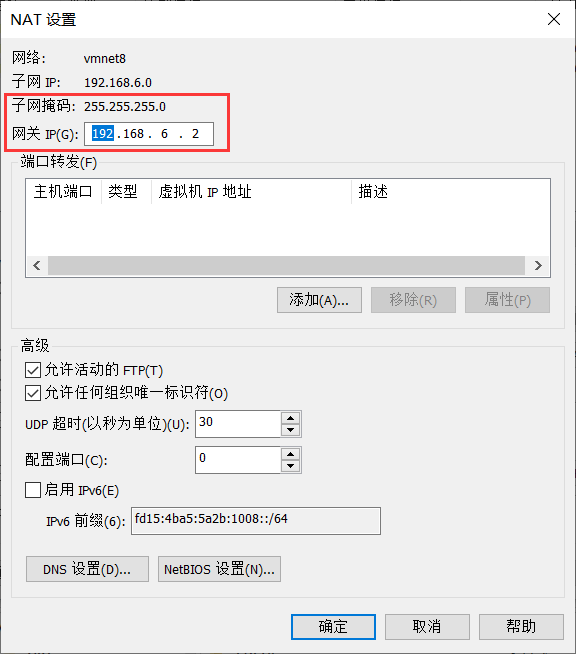 NAT 设置
网络: vmnet8
子网 IP: 192.168.6.0
子网掩码: 255.255.255.0
网关 IP(G): 192 . 168 . 6 . 2
端口转发(F)
主机端口 类型 虚拟机 IP 地址 描述
添加(A)... 移除(R) 属性(P)
高级
允许活动的 FTP(T)
允许任何组织唯一标识符(O)
UDP 超时(以秒为单位)(U): 30
配置端口(C): 0
启用 IPv6(E)
IPv6 前缀(6): fd15:4ba5:5a2b:1008::/64
DNS 设置(D)... NetBIOS 设置(N)...
确定 取消 帮助